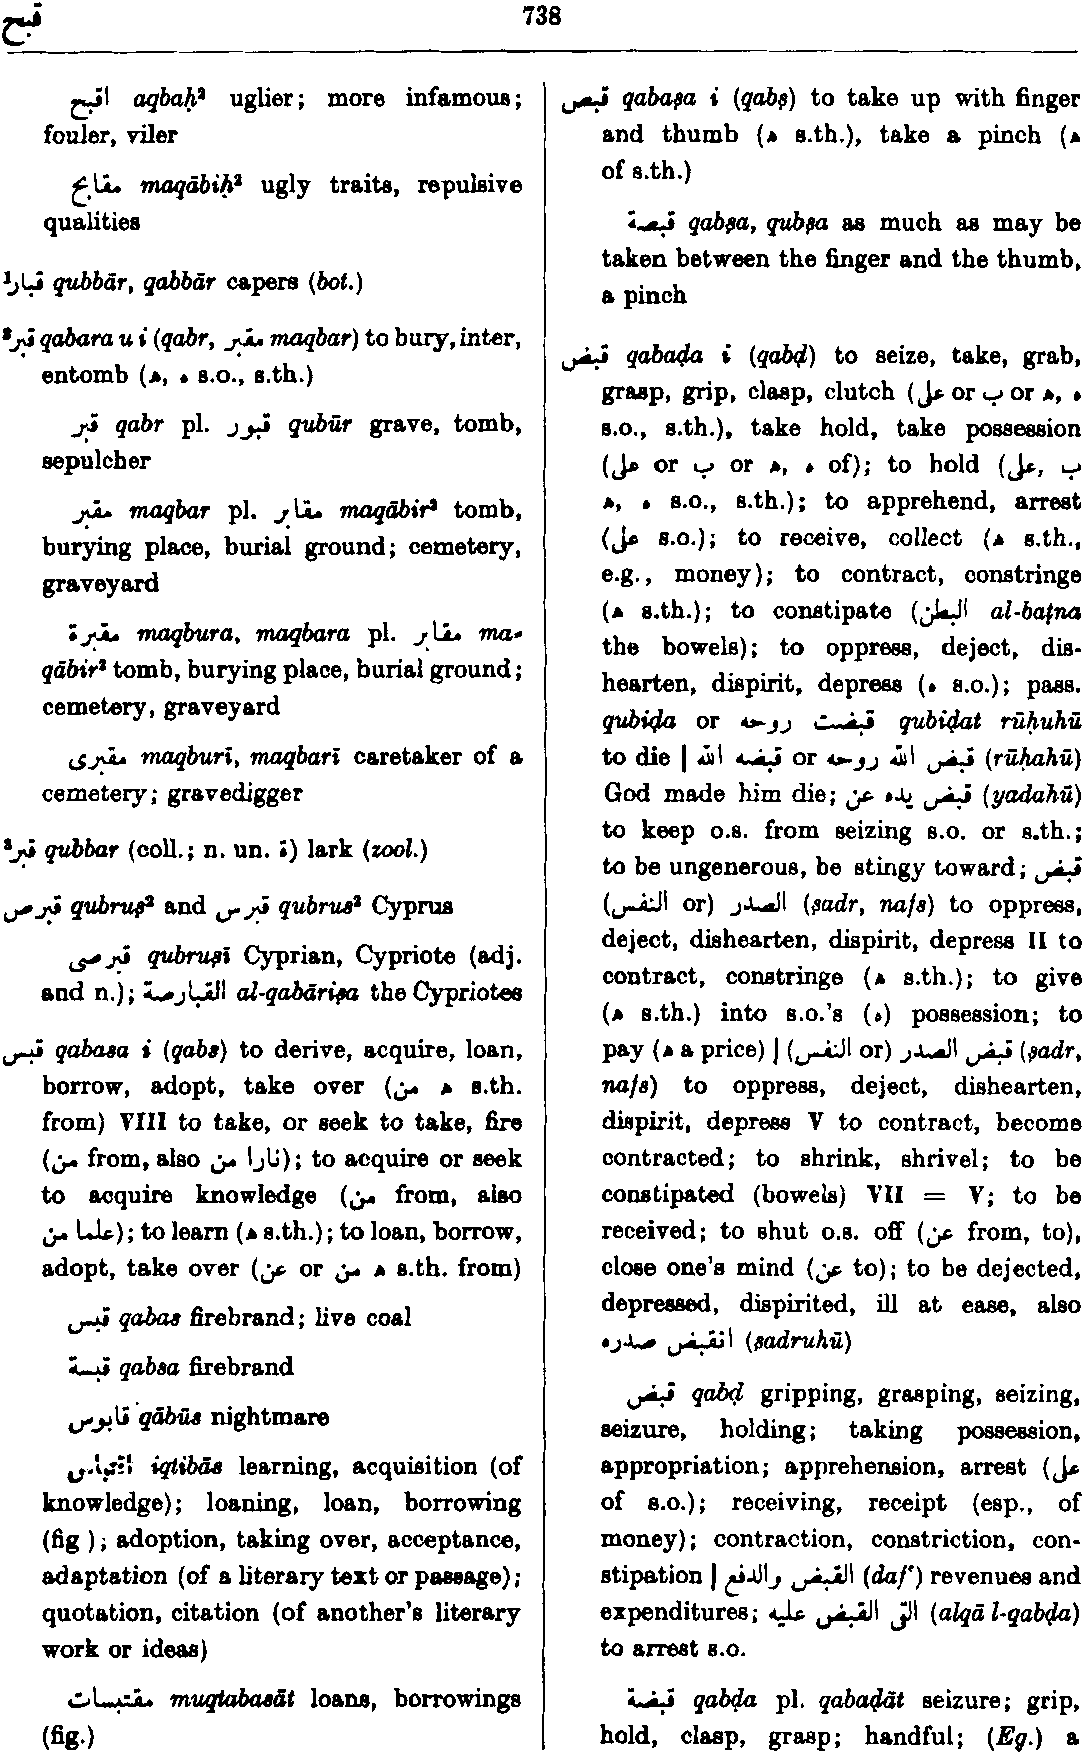 قبح
738
اقبح aqbaḥ² uglier; more infamous;
fouler, viler
مقابح maqābiḥ² ugly traits, repulsive
qualities
¹قبار qubbār, qabbār capers (bot.)
²قبر qabara u i (qabr, مقبر maqbar) to bury, inter,
entomb (ه, ه s.o., s.th.)
قبر qabr pl. قبور qubūr grave, tomb,
sepulcher
مقبر maqbar pl. مقابر maqābir² tomb,
burying place, burial ground; cemetery,
graveyard
مقبرة maqbura, maqbara pl. مقابر ma-
qābir² tomb, burying place, burial ground;
cemetery, graveyard
مقبرى maqburī, maqbarī caretaker of a
cemetery; gravedigger
³قبر qubbar (coll.; n. un. ة) lark (zool.)
قبرص qubruṣ² and قبرس qubrus² Cyprus
قبرصى qubruṣī Cyprian, Cypriote (adj.
and n.); القبارصة al-qabāriṣa the Cypriotes
قبس qabasa i (qabs) to derive, acquire, loan,
borrow, adopt, take over (من ه s.th.
from) VIII to take, or seek to take, fire
(من from, also نارا من); to acquire or seek
to acquire knowledge (من from, also
علما من); to learn (ه s.th.); to loan, borrow,
adopt, take over (عن or من ه s.th. from)
قبس qabas firebrand; live coal
قبسة qabsa firebrand
قابوس qābūs nightmare
اقتباس iqtibās learning, acquisition (of
knowledge); loaning, loan, borrowing
(fig ); adoption, taking over, acceptance,
adaptation (of a literary text or passage);
quotation, citation (of another's literary
work or ideas)
مقتبسات muqtabasāt loans, borrowings
(fig.)
قبص qabaṣa i (qabṣ) to take up with finger
and thumb (ه s.th.), take a pinch (ه
of s.th.)
قبصة qabṣa, qubṣa as much as may be
taken between the finger and the thumb,
a pinch
قبض qabaḍa i (qabḍ) to seize, take, grab,
grasp, grip, clasp, clutch (على or ب or ه, ه
s.o., s.th.), take hold, take possession
(على or ب or ه, ه of); to hold (على, ب
ه, ه s.o., s.th.); to apprehend, arrest
(على s.o.); to receive, collect (ه s.th.,
e.g., money); to contract, constringe
(ه s.th.); to constipate (البطن al-baṭna
the bowels); to oppress, deject, dis-
hearten, dispirit, depress (ه s.o.); pass.
qubiḍa or قبضت روحه qubiḍat rūḥuhū
to die | قبضه الله or قبض الله روحه (rūḥahū)
God made him die; قبض يده عن (yadahū)
to keep o.s. from seizing s.o. or s.th.;
to be ungenerous, be stingy toward; قبض
الصدر (or النفس) (ṣadr, nafs) to oppress,
deject, dishearten, dispirit, depress II to
contract, constringe (ه s.th.); to give
(ه s.th.) into s.o.'s (ه) possession; to
pay (ه a price) | قبض الصدر (or النفس) (ṣadr,
nafs) to oppress, deject, dishearten,
dispirit, depress V to contract, become
contracted; to shrink, shrivel; to be
constipated (bowels) VII = V; to be
received; to shut o.s. off (عن from, to),
close one's mind (عن to); to be dejected,
depressed, dispirited, ill at ease, also
انقبض صدره (ṣadruhū)
قبض qabḍ gripping, grasping, seizing,
seizure, holding; taking possession,
appropriation; apprehension, arrest (على
of s.o.); receiving, receipt (esp., of
money); contraction, constriction, con-
stipation | القبض والدفع (daf‘) revenues and
expenditures; القى القبض عليه (alqā l-qabḍa)
to arrest s.o.
قبضة qabḍa pl. qabaḍāt seizure; grip,
hold, clasp, grasp; handful; (Eg.) a